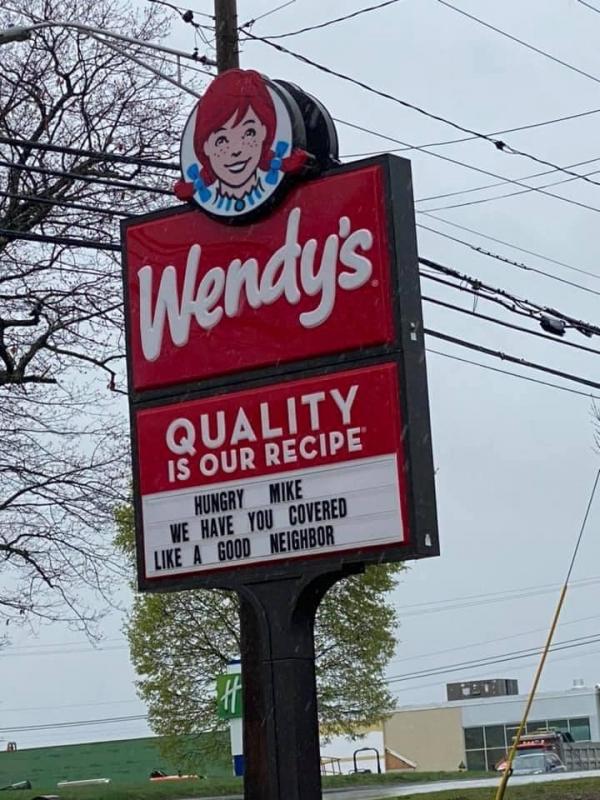 Wendy's
QUALITY
IS OUR RECIPE
HUNGRY MIKE
WE HAVE YOU COVERED
LIKE A GOOD NEIGHBOR
H